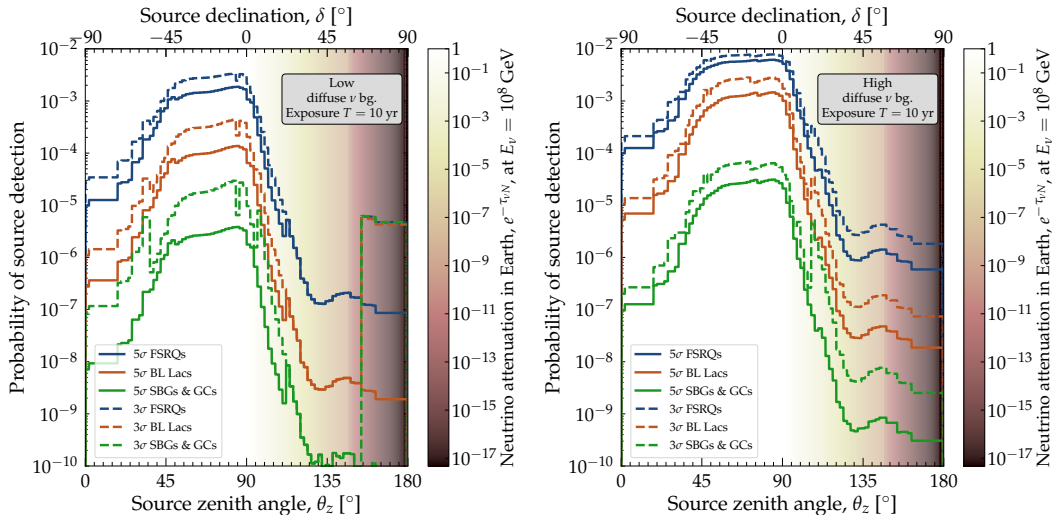 Source declination, δ [°]
−90 −45 0 45 90
Probability of source detection
10⁻²
10⁻³
10⁻⁴
10⁻⁵
10⁻⁶
10⁻⁷
10⁻⁸
10⁻⁹
10⁻¹⁰
Low
diffuse ν bg.
Exposure T = 10 yr
5σ FSRQs
5σ BL Lacs
5σ SBGs & GCs
3σ FSRQs
3σ BL Lacs
3σ SBGs & GCs
0 45 90 135 180
Source zenith angle, θz [°]
1
10⁻¹
10⁻³
10⁻⁵
10⁻⁷
10⁻⁹
10⁻¹¹
10⁻¹³
10⁻¹⁵
10⁻¹⁷
Neutrino attenuation in Earth, e^−τνN, at Eν = 10⁸ GeV
Source declination, δ [°]
−90 −45 0 45 90
Probability of source detection
10⁻²
10⁻³
10⁻⁴
10⁻⁵
10⁻⁶
10⁻⁷
10⁻⁸
10⁻⁹
10⁻¹⁰
High
diffuse ν bg.
Exposure T = 10 yr
5σ FSRQs
5σ BL Lacs
5σ SBGs & GCs
3σ FSRQs
3σ BL Lacs
3σ SBGs & GCs
0 45 90 135 180
Source zenith angle, θz [°]
1
10⁻¹
10⁻³
10⁻⁵
10⁻⁷
10⁻⁹
10⁻¹¹
10⁻¹³
10⁻¹⁵
10⁻¹⁷
Neutrino attenuation in Earth, e^−τνN, at Eν = 10⁸ GeV